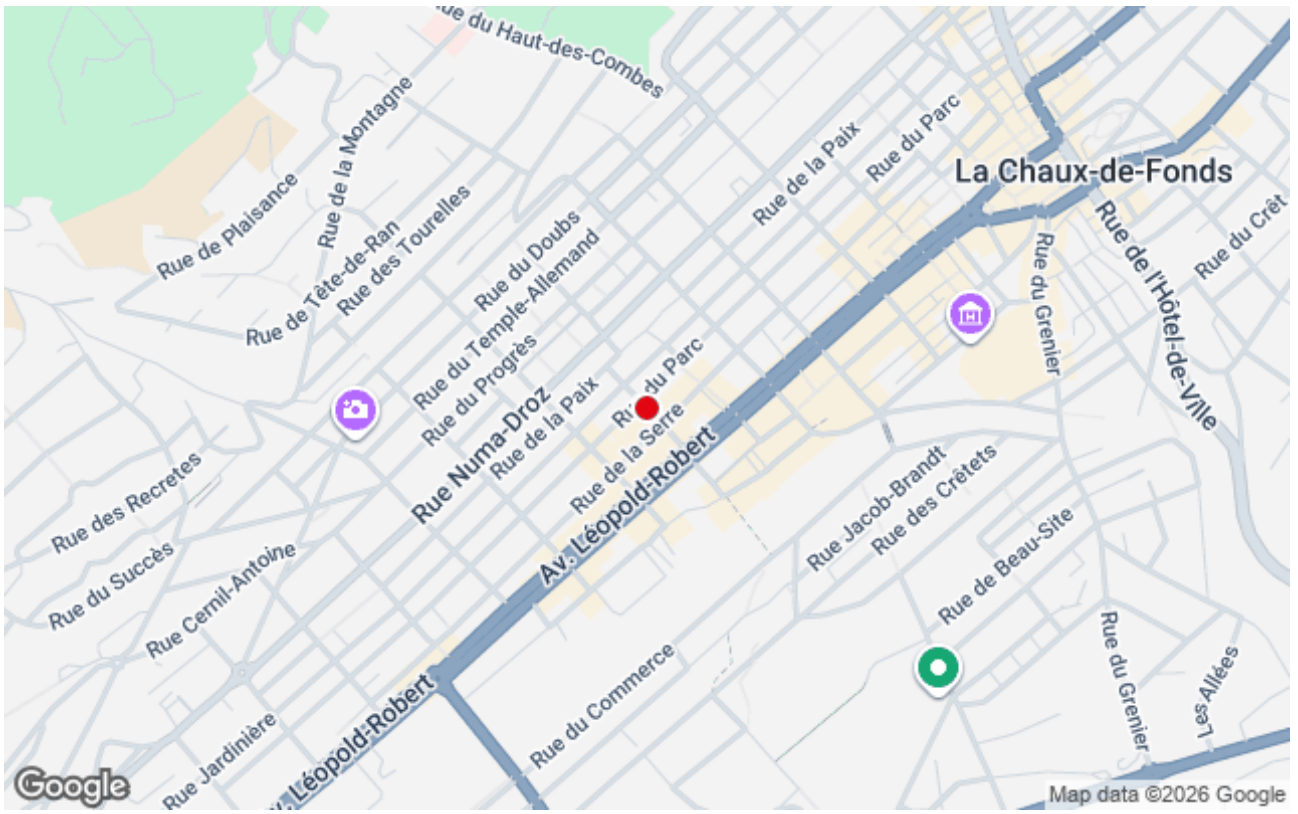 Rue du Haut-des-Combes
Rue de la Montagne
Rue du Parc
Rue de la Paix
La Chaux-de-Fonds
Rue de Plaisance
Rue des Tourelles
Rue de Tête-de-Ran
Rue du Doubs
Rue du Temple-Allemand
Rue du Crêt
Rue de l'Hôtel-de-Ville
Rue du Grenier
H
Rue du Progrès
Rue du Parc
Rue de la Paix
Rue Numa-Droz
Rue de la Serre
Av. Léopold-Robert
Rue des Recretes
Rue Jacob-Brandt
Rue des Crêtets
Rue de Beau-Site
Rue du Succès
Rue Cernil-Antoine
Rue du Commerce
Rue du Grenier
Les Allées
Rue Jardinière
Av. Léopold-Robert
Google
Map data ©2026 Google